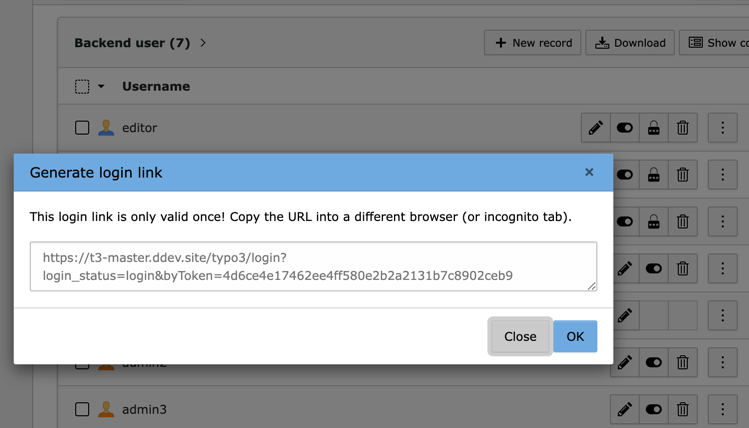 Backend user (7)
New record
Download
Show co
Username
editor
Generate login link
This login link is only valid once! Copy the URL into a different browser (or incognito tab).
https://t3-master.ddev.site/typo3/login?
login_status=login&byToken=4d6ce4e17462ee4ff580e2b2a2131b7c8902ceb9
Close
OK
admin2
admin3